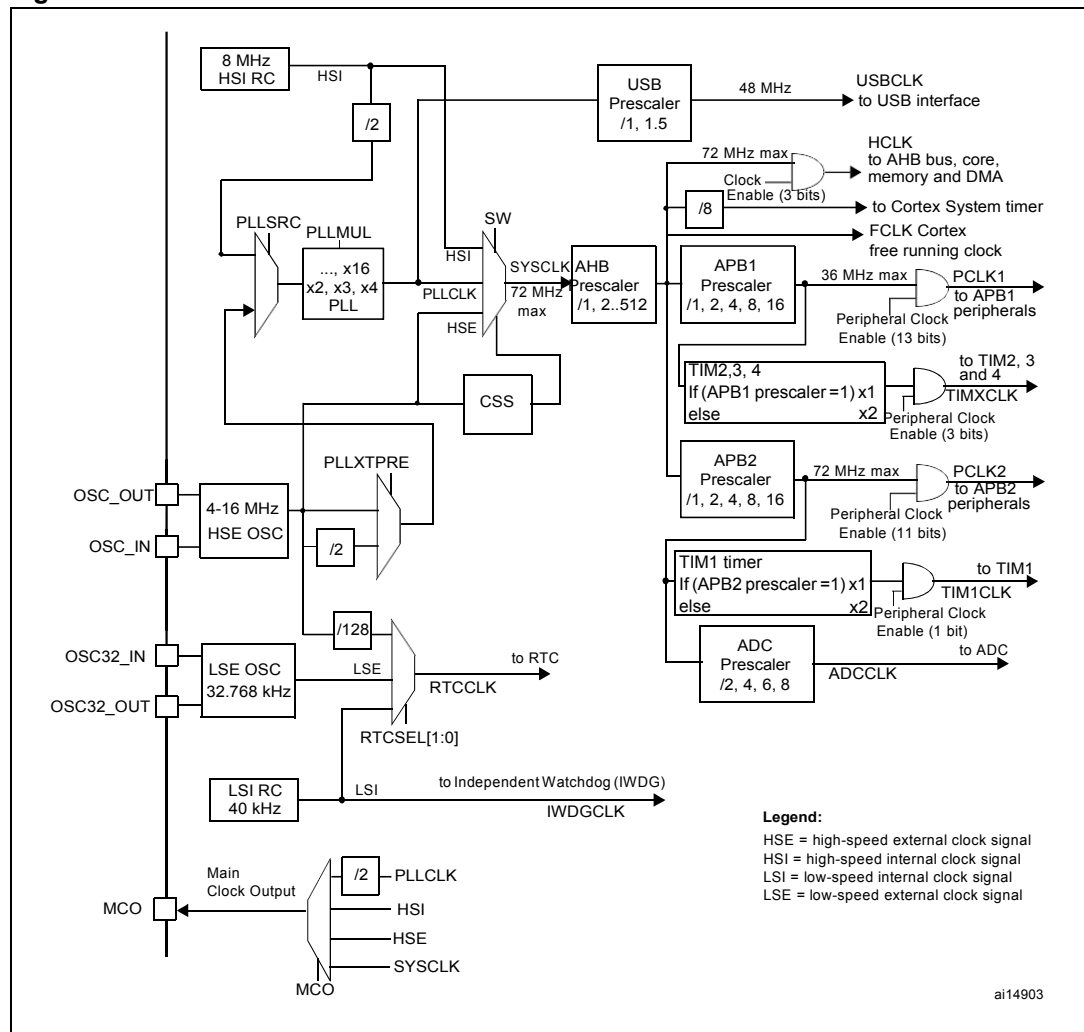 8 MHz
HSI RC
HSI
/2
USB
Prescaler
/1, 1.5
48 MHz
USBCLK
to USB interface
72 MHz max
Clock
Enable (3 bits)
HCLK
to AHB bus, core,
memory and DMA
/8
to Cortex System timer
FCLK Cortex
free running clock
PLLSRC
PLLMUL
..., x16
x2, x3, x4
PLL
SW
HSI
PLLCLK
HSE
SYSCLK
72 MHz
max
AHB
Prescaler
/1, 2..512
APB1
Prescaler
/1, 2, 4, 8, 16
36 MHz max
PCLK1
to APB1
peripherals
Peripheral Clock
Enable (13 bits)
TIM2,3, 4
If (APB1 prescaler =1) x1
else x2
to TIM2, 3
and 4
TIMXCLK
Peripheral Clock
Enable (3 bits)
CSS
PLLXTPRE
OSC_OUT
OSC_IN
4-16 MHz
HSE OSC
/2
APB2
Prescaler
/1, 2, 4, 8, 16
72 MHz max
PCLK2
to APB2
peripherals
Peripheral Clock
Enable (11 bits)
TIM1 timer
If (APB2 prescaler =1) x1
else x2
to TIM1
TIM1CLK
Peripheral Clock
Enable (1 bit)
/128
OSC32_IN
OSC32_OUT
LSE OSC
32.768 kHz
LSE
to RTC
RTCCLK
RTCSEL[1:0]
ADC
Prescaler
/2, 4, 6, 8
to ADC
ADCCLK
LSI RC
40 kHz
LSI
to Independent Watchdog (IWDG)
IWDGCLK
Legend:
HSE = high-speed external clock signal
HSI = high-speed internal clock signal
LSI = low-speed internal clock signal
LSE = low-speed external clock signal
MCO
Main
Clock Output
/2
PLLCLK
HSI
HSE
SYSCLK
MCO
ai14903